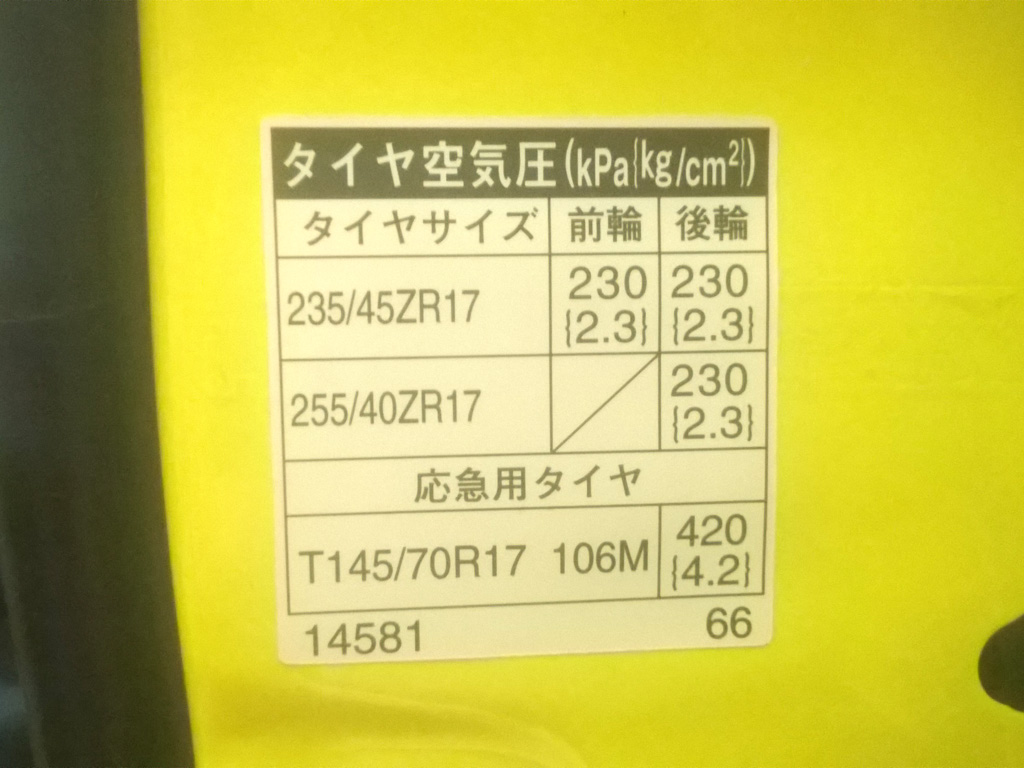 タイヤ空気圧(kPa{kg/cm²})
タイヤサイズ 前輪 後輪
235/45ZR17 230 {2.3} 230 {2.3}
255/40ZR17 230 {2.3}
応急用タイヤ
T145/70R17 106M 420 {4.2}
14581 66